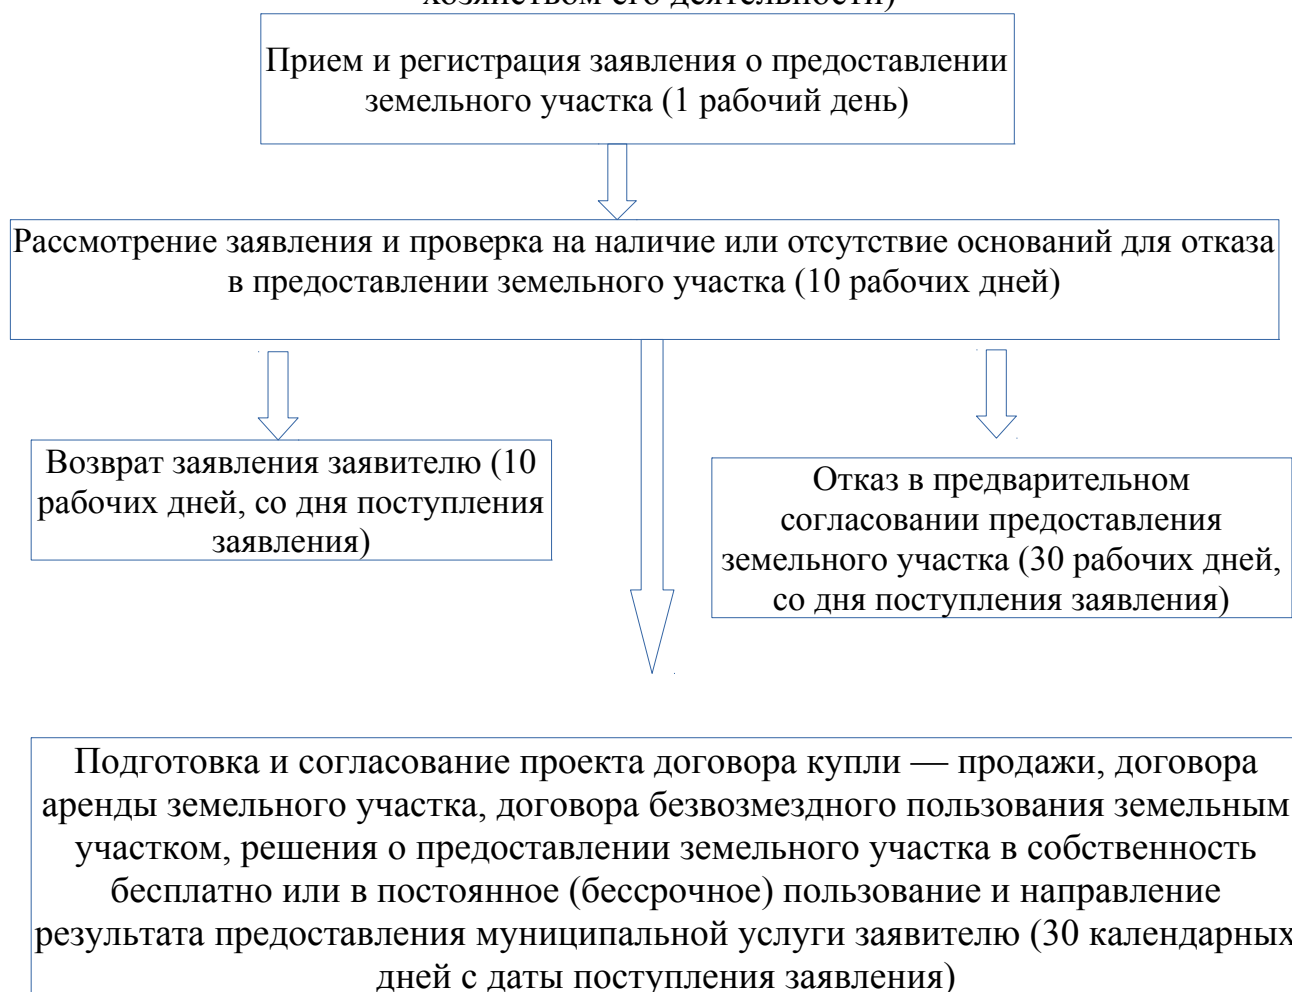 хозяйством его деятельности)
Прием и регистрация заявления о предоставлении
земельного участка (1 рабочий день)
Рассмотрение заявления и проверка на наличие или отсутствие оснований для отказа
в предоставлении земельного участка (10 рабочих дней)
Возврат заявления заявителю (10
рабочих дней, со дня поступления
заявления)
Отказ в предварительном
согласовании предоставления
земельного участка (30 рабочих дней,
со дня поступления заявления)
Подготовка и согласование проекта договора купли — продажи, договора
аренды земельного участка, договора безвозмездного пользования земельным
участком, решения о предоставлении земельного участка в собственность
бесплатно или в постоянное (бессрочное) пользование и направление
результата предоставления муниципальной услуги заявителю (30 календарных
дней с даты поступления заявления)